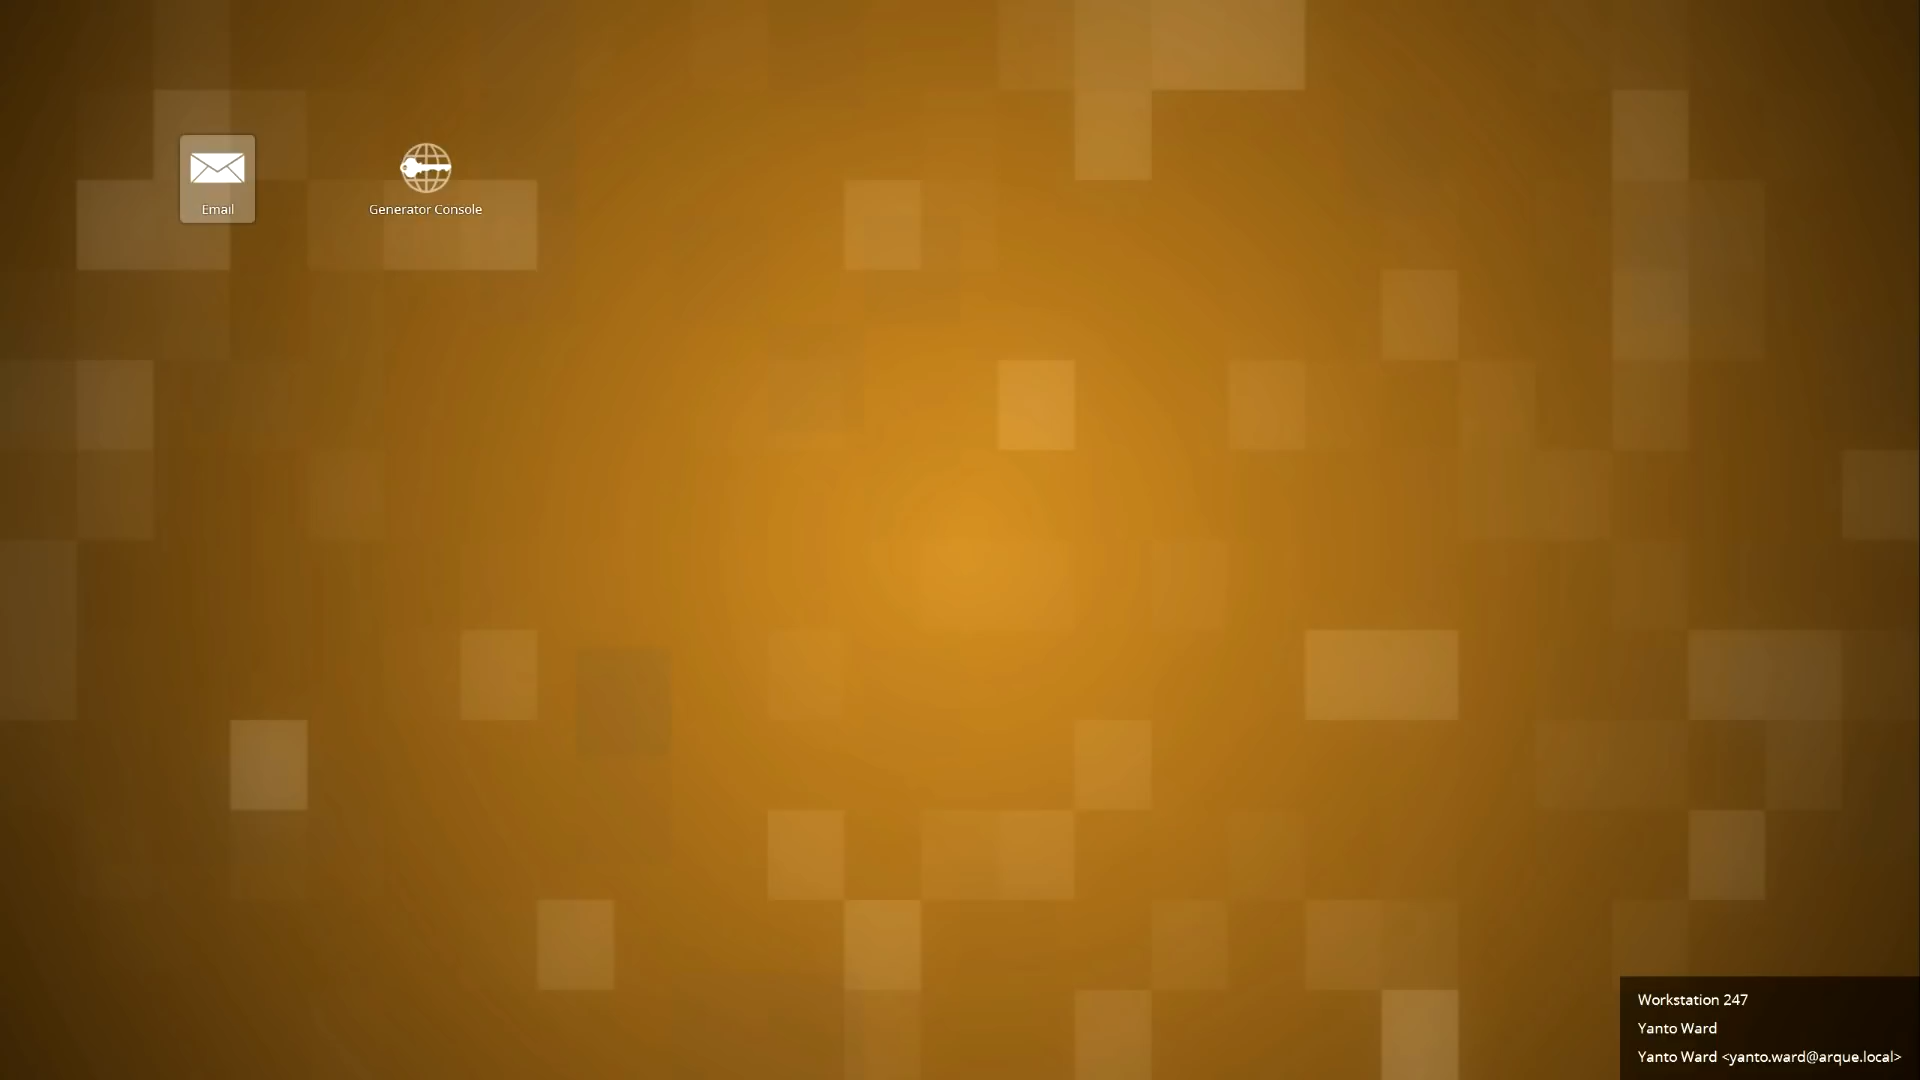 Email
Generator Console
Workstation 247
Yanto Ward
Yanto Ward <yanto.ward@arque.local>